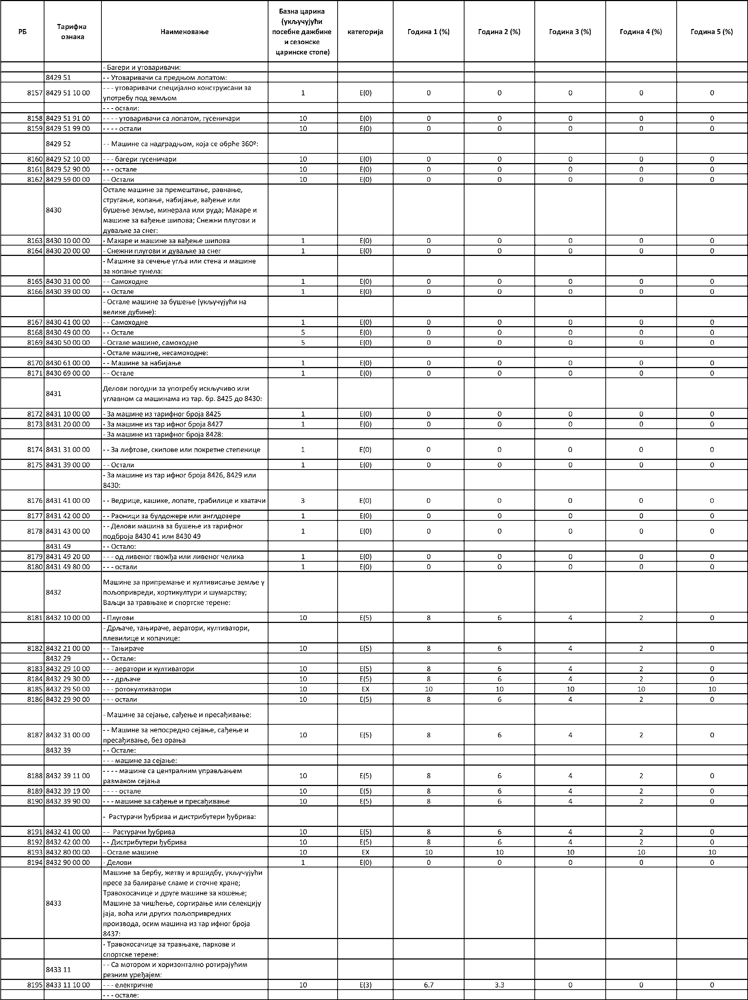 РБ Тарифна ознака Наименовање Базна царина (укључујући посебне дажбине и сезонске царинске стопе) категорија Година 1 (%) Година 2 (%) Година 3 (%) Година 4 (%) Година 5 (%)
- Багери и утоваривачи:
8429 51 - - Утоваривачи са предњом лопатом:
8157 8429 51 10 00 - - - утоваривачи специјално конструисани за употребу под земљом 1 E(0) 0 0 0 0 0
- - - остали:
8158 8429 51 91 00 - - - - утоваривачи са лопатом, гусеничари 10 E(0) 0 0 0 0 0
8159 8429 51 99 00 - - - - остали 10 E(0) 0 0 0 0 0
8429 52 - - Машине са надградњом, која се обрће 360º:
8160 8429 52 10 00 - - - багери гусеничари 10 E(0) 0 0 0 0 0
8161 8429 52 90 00 - - - остале 10 E(0) 0 0 0 0 0
8162 8429 59 00 00 - - Остали 10 E(0) 0 0 0 0 0
8430 Остале машине за премештање, равнање,
стругање, копање, набијање, вађење или
бушење земље, минерала или руда; Макаре и
машине за вађење шипова; Снежни плугови и
дуваљке за снег:
8163 8430 10 00 00 - Макаре и машине за вађење шипова 1 E(0) 0 0 0 0 0
8164 8430 20 00 00 - Снежни плугови и дуваљке за снег 1 E(0) 0 0 0 0 0
- Машине за сечење угља или стена и машине
за копање тунела:
8165 8430 31 00 00 - - Самоходне 1 E(0) 0 0 0 0 0
8166 8430 39 00 00 - - Остале 1 E(0) 0 0 0 0 0
- Остале машине за бушење (укључујући на
велике дубине):
8167 8430 41 00 00 - - Самоходне 1 E(0) 0 0 0 0 0
8168 8430 49 00 00 - - Остале 5 E(0) 0 0 0 0 0
8169 8430 50 00 00 - Остале машине, самоходне 5 E(0) 0 0 0 0 0
- Остале машине, несамоходне:
8170 8430 61 00 00 - - Машине за набијање 1 E(0) 0 0 0 0 0
8171 8430 69 00 00 - - Остале 1 E(0) 0 0 0 0 0
8431 Делови погодни за употребу искључиво или
углавном са машинама из тар. бр. 8425 до 8430:
8172 8431 10 00 00 - За машине из тарифног броја 8425 1 E(0) 0 0 0 0 0
8173 8431 20 00 00 - За машине из тар ифног броја 8427 1 E(0) 0 0 0 0 0
- За машине из тарифног броја 8428:
8174 8431 31 00 00 - - За лифтове, скипове или покретне степенице 1 E(0) 0 0 0 0 0
8175 8431 39 00 00 - - Остали 1 E(0) 0 0 0 0 0
- За машине из тар ифног броја 8426, 8429 или
8430:
8176 8431 41 00 00 - - Ведрице, кашике, лопате, грабилице и хватачи 3 E(0) 0 0 0 0 0
8177 8431 42 00 00 - - Раоници за булдожере или англдозере 1 E(0) 0 0 0 0 0
8178 8431 43 00 00 - - Делови машина за бушење из тарифног подброја 8430 41 или 8430 49 1 E(0) 0 0 0 0 0
8431 49 - - Остало:
8179 8431 49 20 00 - - - од ливеног гвожђа или ливеног челика 1 E(0) 0 0 0 0 0
8180 8431 49 80 00 - - - остали 1 E(0) 0 0 0 0 0
8432 Машине за припремање и култивисање земље у
пољопривреди, хортикултури и шумарству;
Ваљци за травњаке и спортске терене:
8181 8432 10 00 00 - Плугови 10 E(5) 8 6 4 2 0
- Дрљаче, тањираче, аератори, култиватори,
плевилице и копачице:
8182 8432 21 00 00 - - Тањираче 10 E(5) 8 6 4 2 0
8432 29 - - Остале:
8183 8432 29 10 00 - - - аератори и култиватори 10 E(5) 8 6 4 2 0
8184 8432 29 30 00 - - - дрљаче 10 E(5) 8 6 4 2 0
8185 8432 29 50 00 - - - ротокултиватори 10 EX 10 10 10 10 10
8186 8432 29 90 00 - - - остали 10 E(5) 8 6 4 2 0
- Машине за сејање, сађење и пресађивање:
8187 8432 31 00 00 - - Машине за непосредно сејање, сађење и пресађивање, без орања 10 E(5) 8 6 4 2 0
8432 39 - - Остале:
- - - машине за сејање:
8188 8432 39 11 00 - - - - машине са централним управљањем размаком сејања 10 E(5) 8 6 4 2 0
8189 8432 39 19 00 - - - - остале 10 E(5) 8 6 4 2 0
8190 8432 39 90 00 - - - машине за сађење и пресађивање 10 E(5) 8 6 4 2 0
- Растурачи ђубрива и дистрибутери ђубрива:
8191 8432 41 00 00 - - Растурачи ђубрива 10 E(5) 8 6 4 2 0
8192 8432 42 00 00 - - Дистрибутери ђубрива 10 E(5) 8 6 4 2 0
8193 8432 80 00 00 - Остале машине 10 EX 10 10 10 10 10
8194 8432 90 00 00 - Делови 1 E(0) 0 0 0 0 0
8433 Машине за бербу, жетву и вршидбу, укључујући
пресе за балирање сламе и сточне хране;
Травокосачице и друге машине за кошење;
Машине за чишћење, сортирање или селекцију
јаја, воћа или других пољопривредних
производа, осим машина из тар ифног броја
8437:
- Травокосачице за травњаке, паркове и
спортске терене:
8433 11 - - Са мотором и хоризонтално ротирајућим
резним уређајем:
8195 8433 11 10 00 - - - електричне 10 E(3) 6.7 3.3 0 0 0
- - - остале: